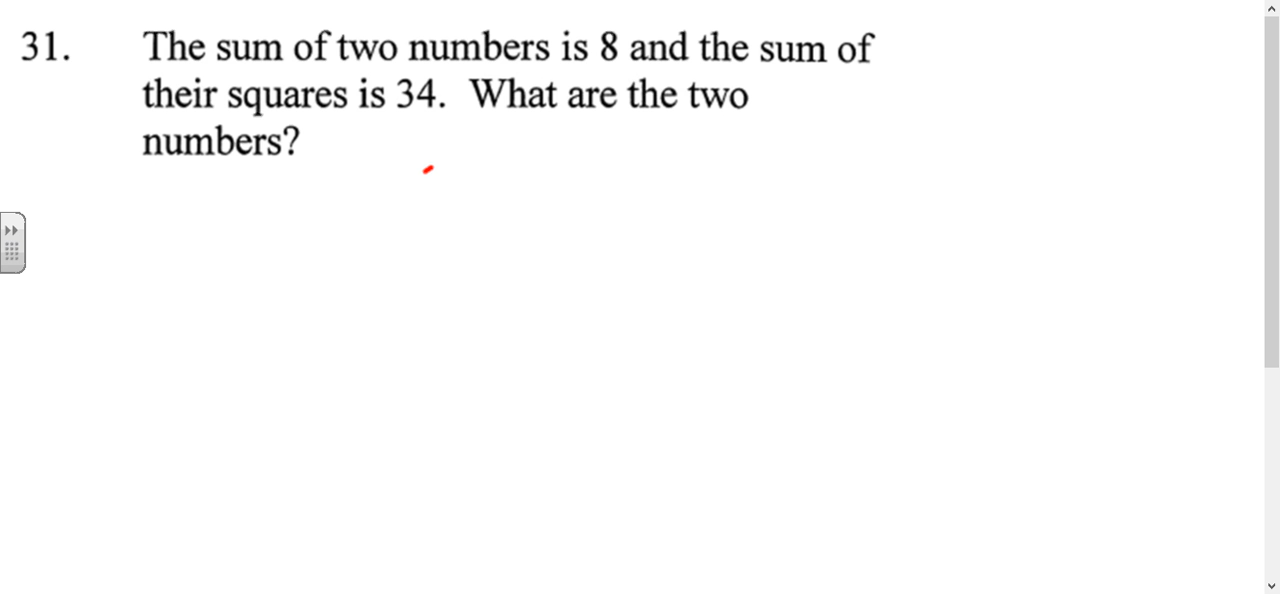 31. The sum of two numbers is 8 and the sum of
their squares is 34. What are the two
numbers?